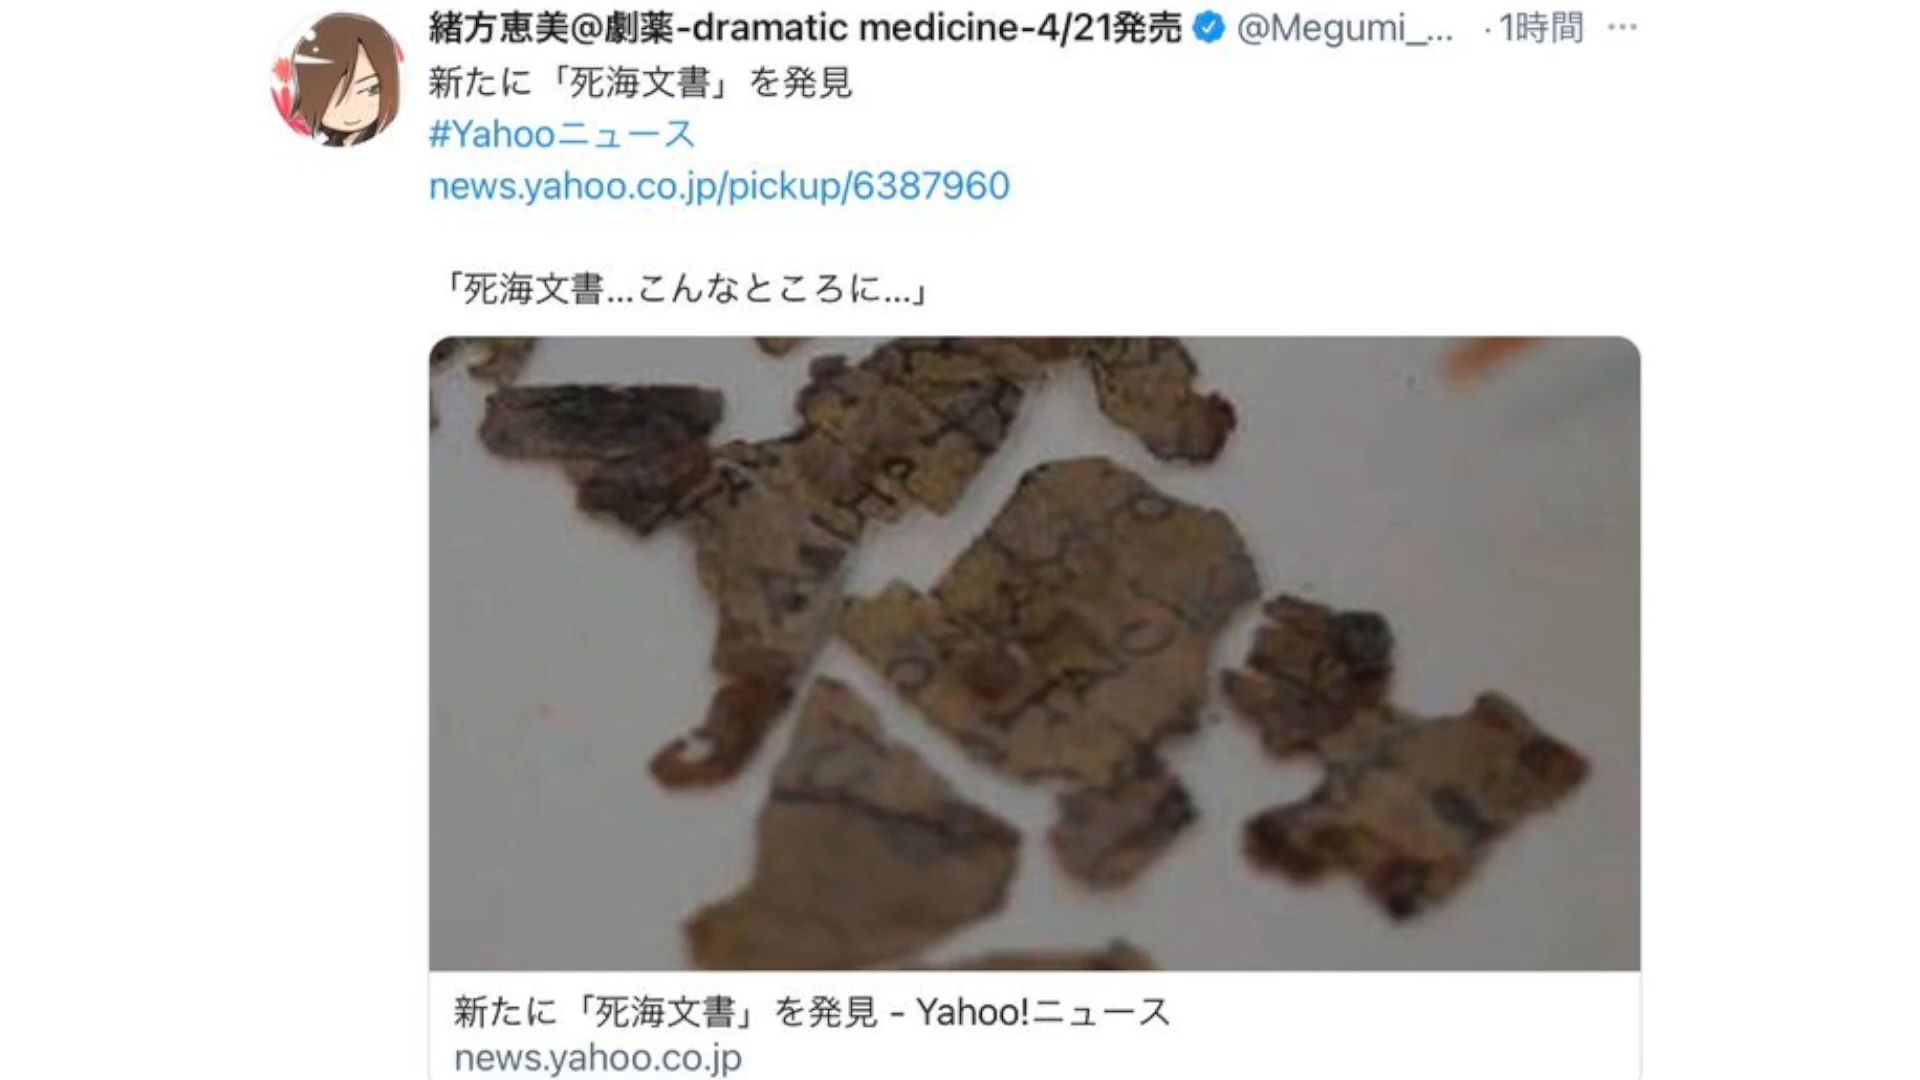 緒方恵美@劇薬-dramatic medicine-4/21発売 @Megumi_... ·1時間 …
新たに「死海文書」を発見
#Yahooニュース
news.yahoo.co.jp/pickup/6387960
「死海文書...こんなところに...」
新たに「死海文書」を発見 - Yahoo!ニュース
news.yahoo.co.jp